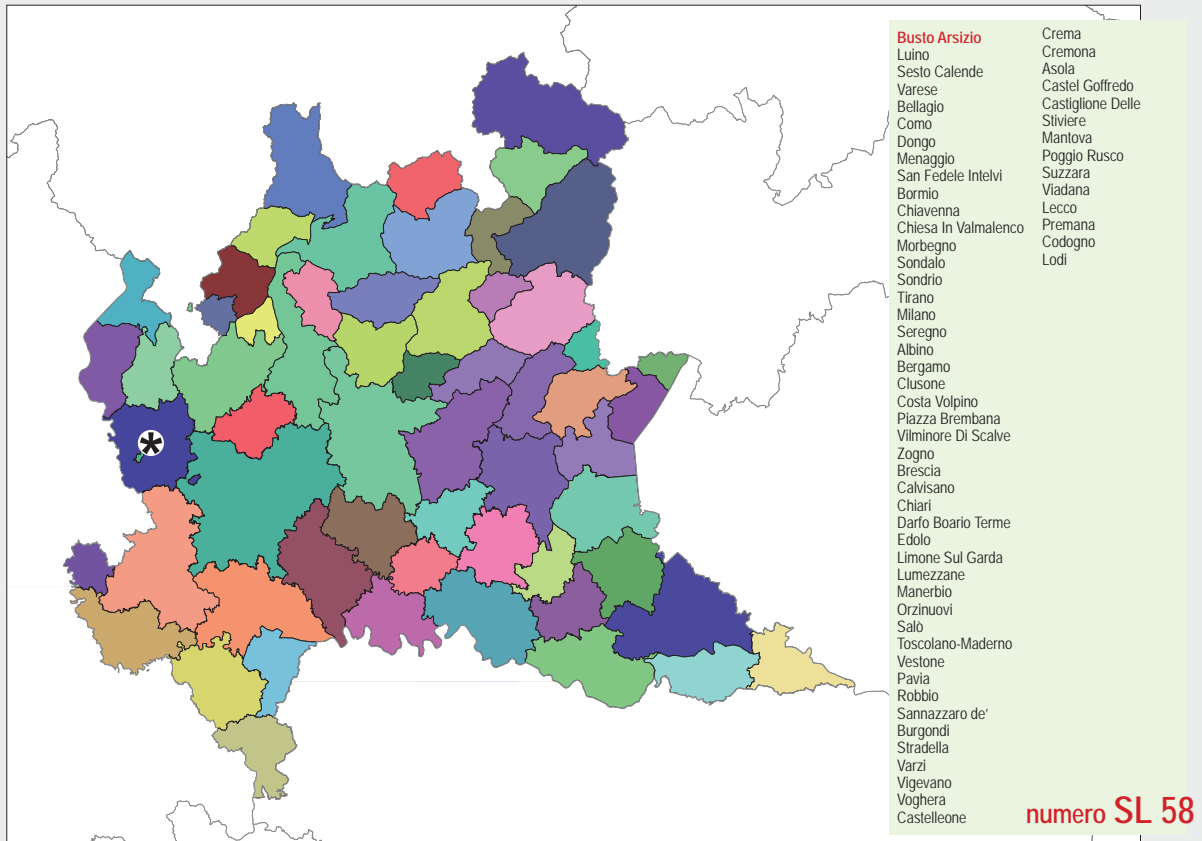 Busto Arsizio
Luino
Sesto Calende
Varese
Bellagio
Como
Dongo
Menaggio
San Fedele Intelvi
Bormio
Chiavenna
Chiesa In Valmalenco
Morbegno
Sondalo
Sondrio
Tirano
Milano
Seregno
Albino
Bergamo
Clusone
Costa Volpino
Piazza Brembana
Vilminore Di Scalve
Zogno
Brescia
Calvisano
Chiari
Darfo Boario Terme
Edolo
Limone Sul Garda
Lumezzane
Manerbio
Orzinuovi
Salò
Toscolano-Maderno
Vestone
Pavia
Robbio
Sannazzaro de'
Burgondi
Stradella
Varzi
Vigevano
Voghera
Castelleone
Crema
Cremona
Asola
Castel Goffredo
Castiglione Delle
Stiviere
Mantova
Poggio Rusco
Suzzara
Viadana
Lecco
Premana
Codogno
Lodi
numero SL 58
*